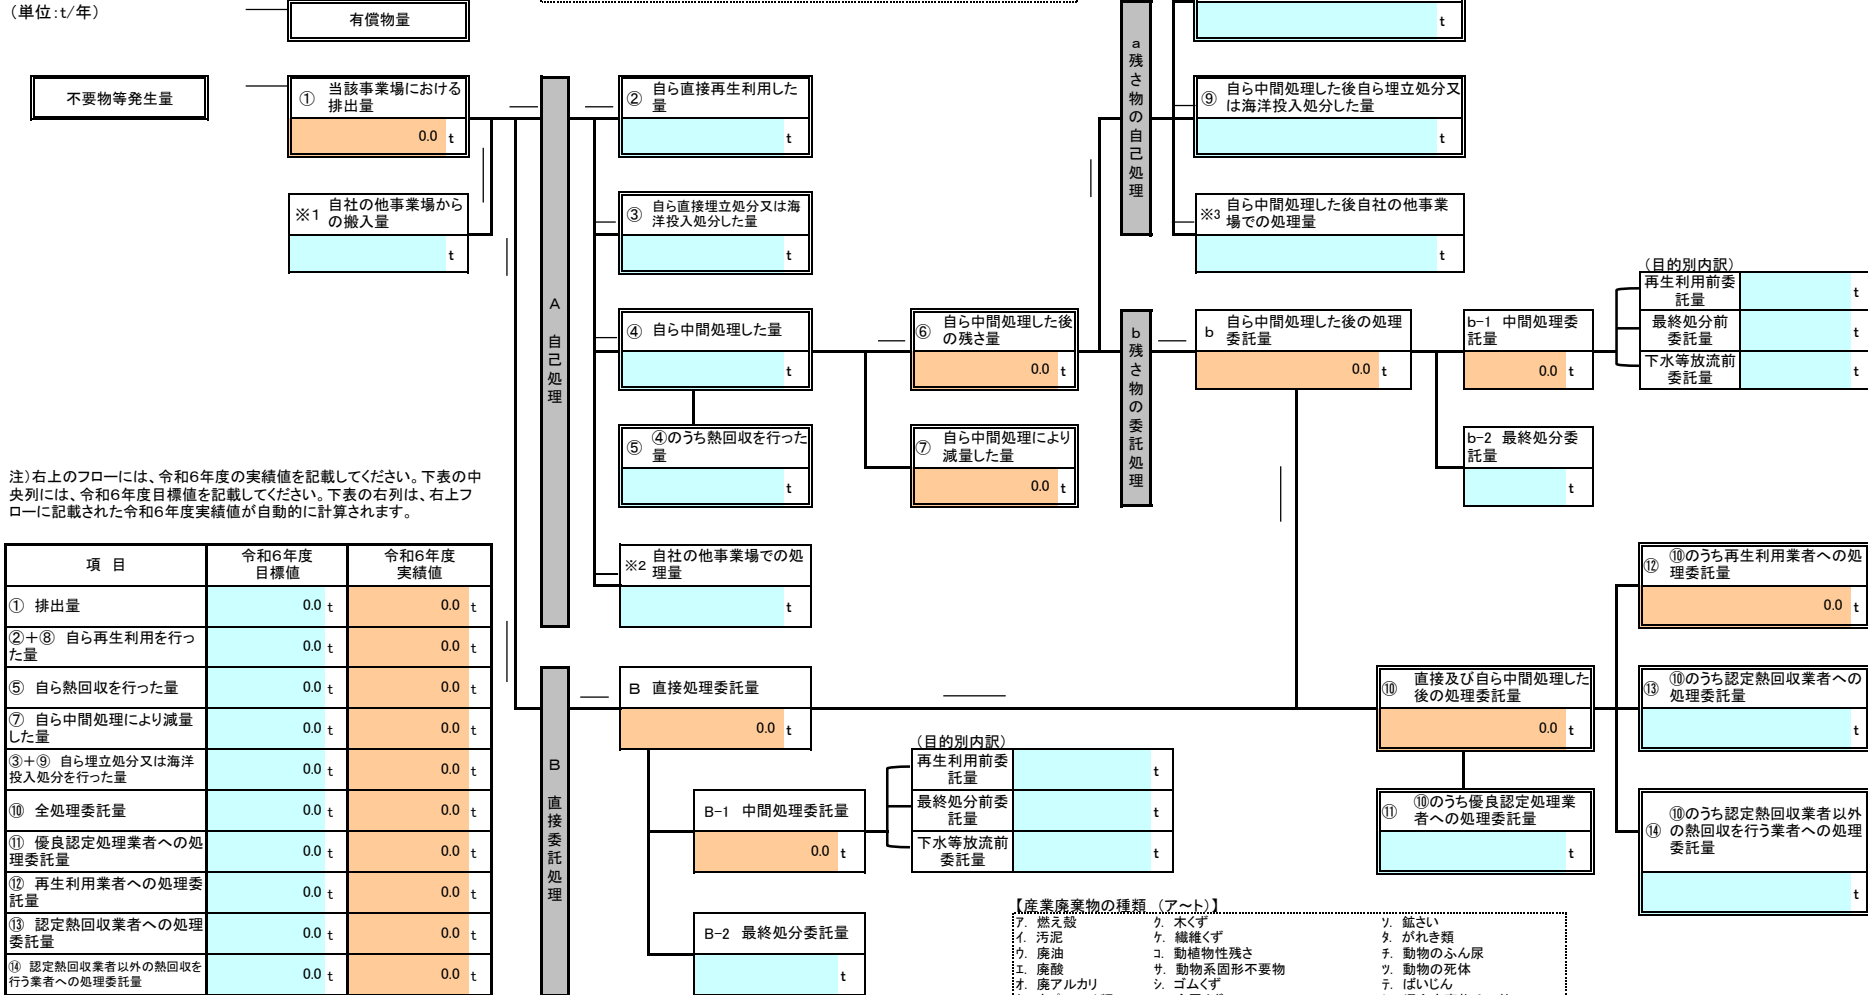 (単位:t/年)
有償物量
t
不要物等発生量
① 当該事業場における
排出量
0.0 t
※1 自社の他事業場から
の搬入量
t
A 自己処理
② 自ら直接再生利用した
量
t
③ 自ら直接埋立処分又は海
洋投入処分した量
t
④ 自ら中間処理した量
t
⑤ ④のうち熱回収を行った
量
t
※2 自社の他事業場での処
理量
t
⑥ 自ら中間処理した後
の残さ量
0.0 t
⑦ 自ら中間処理により
減量した量
0.0 t
a 残さ物の自己処理
⑨ 自ら中間処理した後自ら埋立処分又
は海洋投入処分した量
t
※3 自ら中間処理した後自社の他事業
場での処理量
t
b 残さ物の委託処理
b 自ら中間処理した後の処理
委託量
0.0 t
b-1 中間処理委
託量
0.0 t
(目的別内訳)
再生利用前委
託量
t
最終処分前
委託量
t
下水等放流前
委託量
t
b-2 最終処分委
託量
t
注)右上のフローには、令和6年度の実績値を記載してください。下表の中
央列には、令和6年度目標値を記載してください。下表の右列は、右上フ
ローに記載された令和6年度実績値が自動的に計算されます。
項 目 令和6年度 目標値 令和6年度 実績値
① 排出量 0.0 t 0.0 t
②+⑧ 自ら再生利用を行っ
た量 0.0 t 0.0 t
⑤ 自ら熱回収を行った量 0.0 t 0.0 t
⑦ 自ら中間処理により減量
した量 0.0 t 0.0 t
③+⑨ 自ら埋立処分又は海洋
投入処分を行った量 0.0 t 0.0 t
⑩ 全処理委託量 0.0 t 0.0 t
⑪ 優良認定処理業者への処
理委託量 0.0 t 0.0 t
⑫ 再生利用業者への処理委
託量 0.0 t 0.0 t
⑬ 認定熱回収業者への処理
委託量 0.0 t 0.0 t
⑭ 認定熱回収業者以外の熱回収を
行う業者への処理委託量 0.0 t 0.0 t
B 直接委託処理
B 直接処理委託量
0.0 t
B-1 中間処理委託量
0.0 t
(目的別内訳)
再生利用前委
託量
t
最終処分前委
託量
t
下水等放流前
委託量
t
B-2 最終処分委託量
t
⑩ 直接及び自ら中間処理した
後の処理委託量
0.0 t
⑪ ⑩のうち優良認定処理業
者への処理委託量
t
⑫ ⑩のうち再生利用業者への処
理委託量
0.0 t
⑬ ⑩のうち認定熱回収業者への
処理委託量
t
⑭ ⑩のうち認定熱回収業者以外
の熱回収を行う業者への処理
委託量
t
【産業廃棄物の種類 (ア~ト)】
ア. 燃え殻 ク. 木くず ソ. 鉱さい
イ. 汚泥 ケ. 繊維くず タ. がれき類
ウ. 廃油 コ. 動植物性残さ チ. 動物のふん尿
エ. 廃酸 サ. 動物系固形不要物 ツ. 動物の死体
オ. 廃アルカリ シ. ゴムくず テ. ばいじん